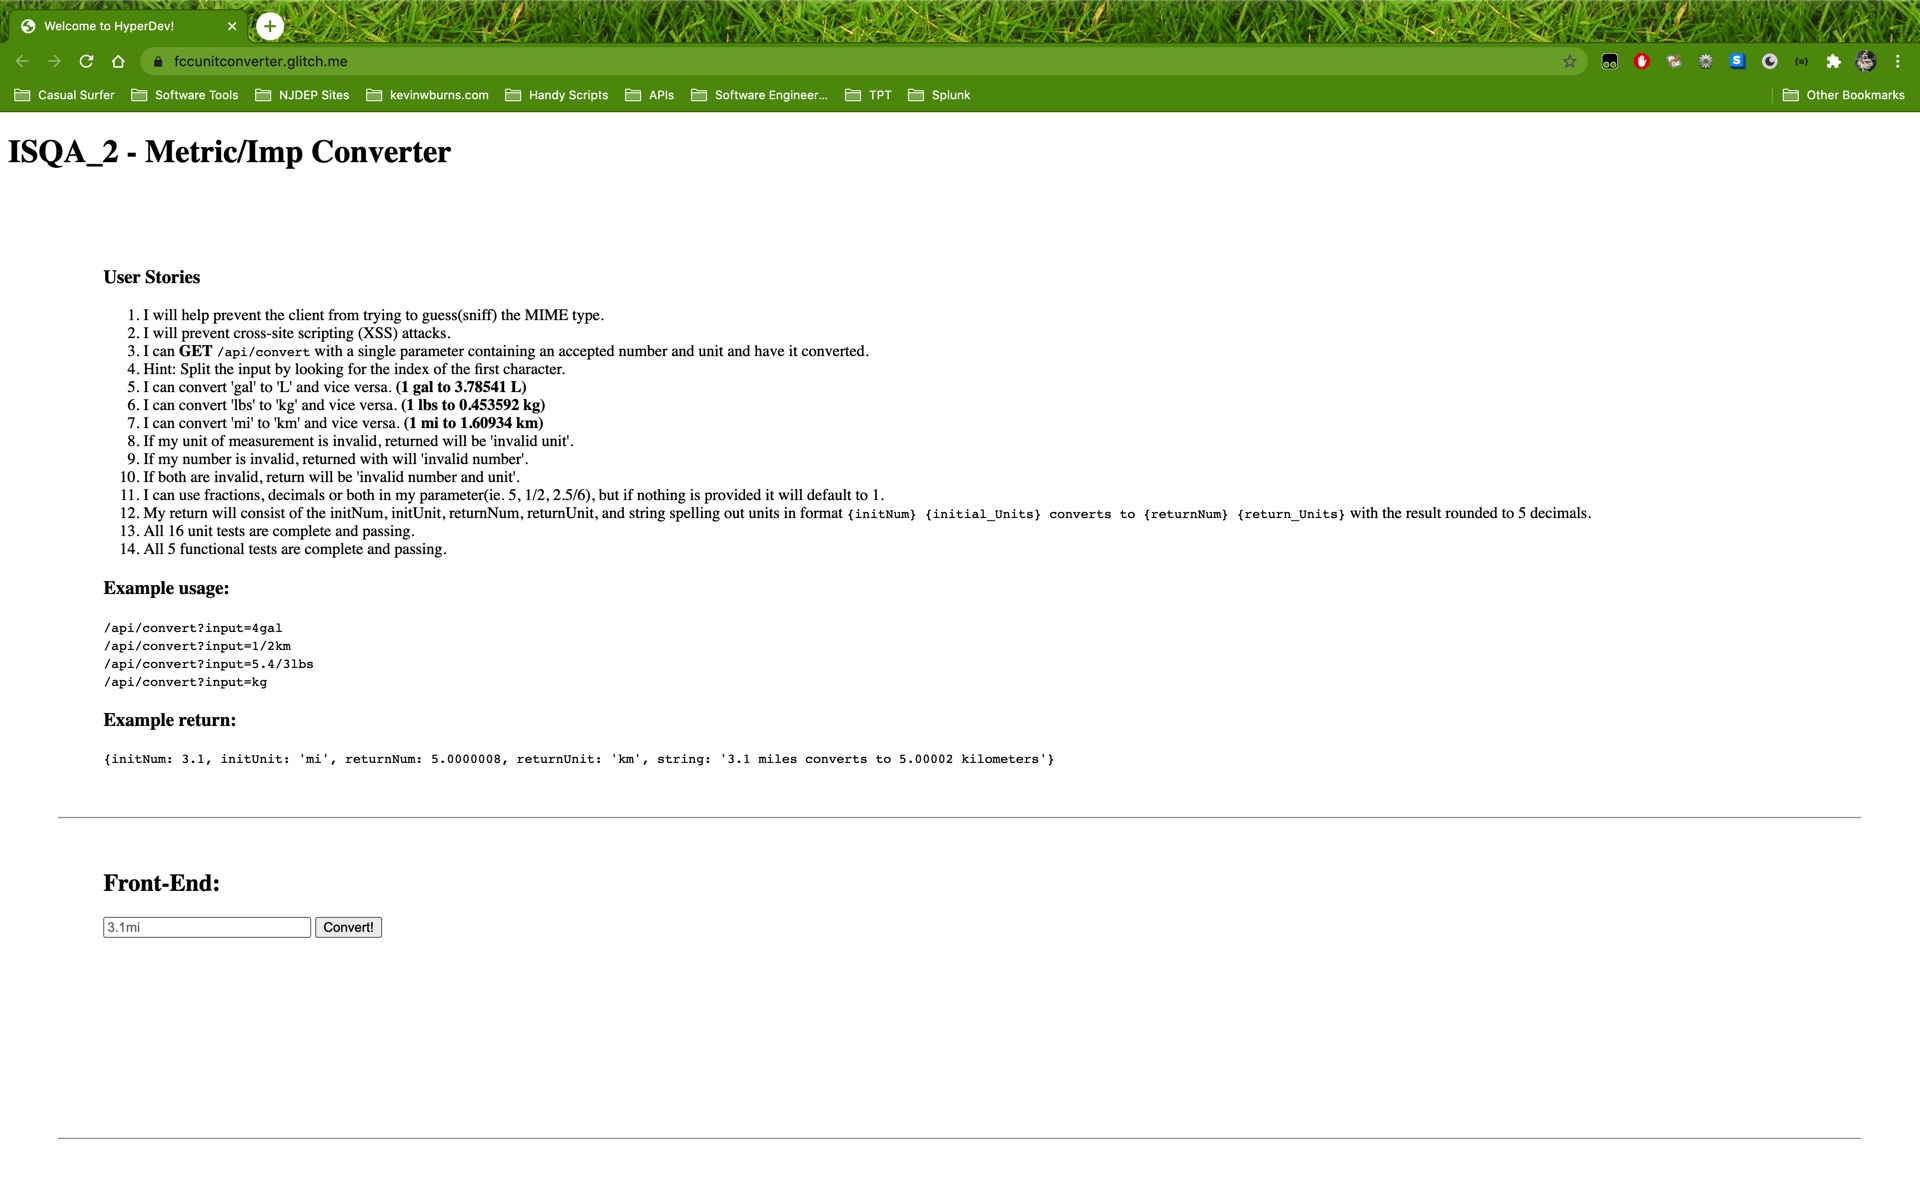 Welcome to HyperDev!
fccunitconverter.glitch.me
Casual Surfer Software Tools NJDEP Sites kevinwburns.com Handy Scripts APIs Software Engineer... TPT Splunk Other Bookmarks
ISQA_2 - Metric/Imp Converter
User Stories
1. I will help prevent the client from trying to guess(sniff) the MIME type.
2. I will prevent cross-site scripting (XSS) attacks.
3. I can GET /api/convert with a single parameter containing an accepted number and unit and have it converted.
4. Hint: Split the input by looking for the index of the first character.
5. I can convert 'gal' to 'L' and vice versa. (1 gal to 3.78541 L)
6. I can convert 'lbs' to 'kg' and vice versa. (1 lbs to 0.453592 kg)
7. I can convert 'mi' to 'km' and vice versa. (1 mi to 1.60934 km)
8. If my unit of measurement is invalid, returned will be 'invalid unit'.
9. If my number is invalid, returned with will 'invalid number'.
10. If both are invalid, return will be 'invalid number and unit'.
11. I can use fractions, decimals or both in my parameter(ie. 5, 1/2, 2.5/6), but if nothing is provided it will default to 1.
12. My return will consist of the initNum, initUnit, returnNum, returnUnit, and string spelling out units in format {initNum} {initial_Units} converts to {returnNum} {return_Units} with the result rounded to 5 decimals.
13. All 16 unit tests are complete and passing.
14. All 5 functional tests are complete and passing.
Example usage:
/api/convert?input=4gal
/api/convert?input=1/2km
/api/convert?input=5.4/3lbs
/api/convert?input=kg
Example return:
{initNum: 3.1, initUnit: 'mi', returnNum: 5.0000008, returnUnit: 'km', string: '3.1 miles converts to 5.00002 kilometers'}
Front-End:
3.1mi Convert!